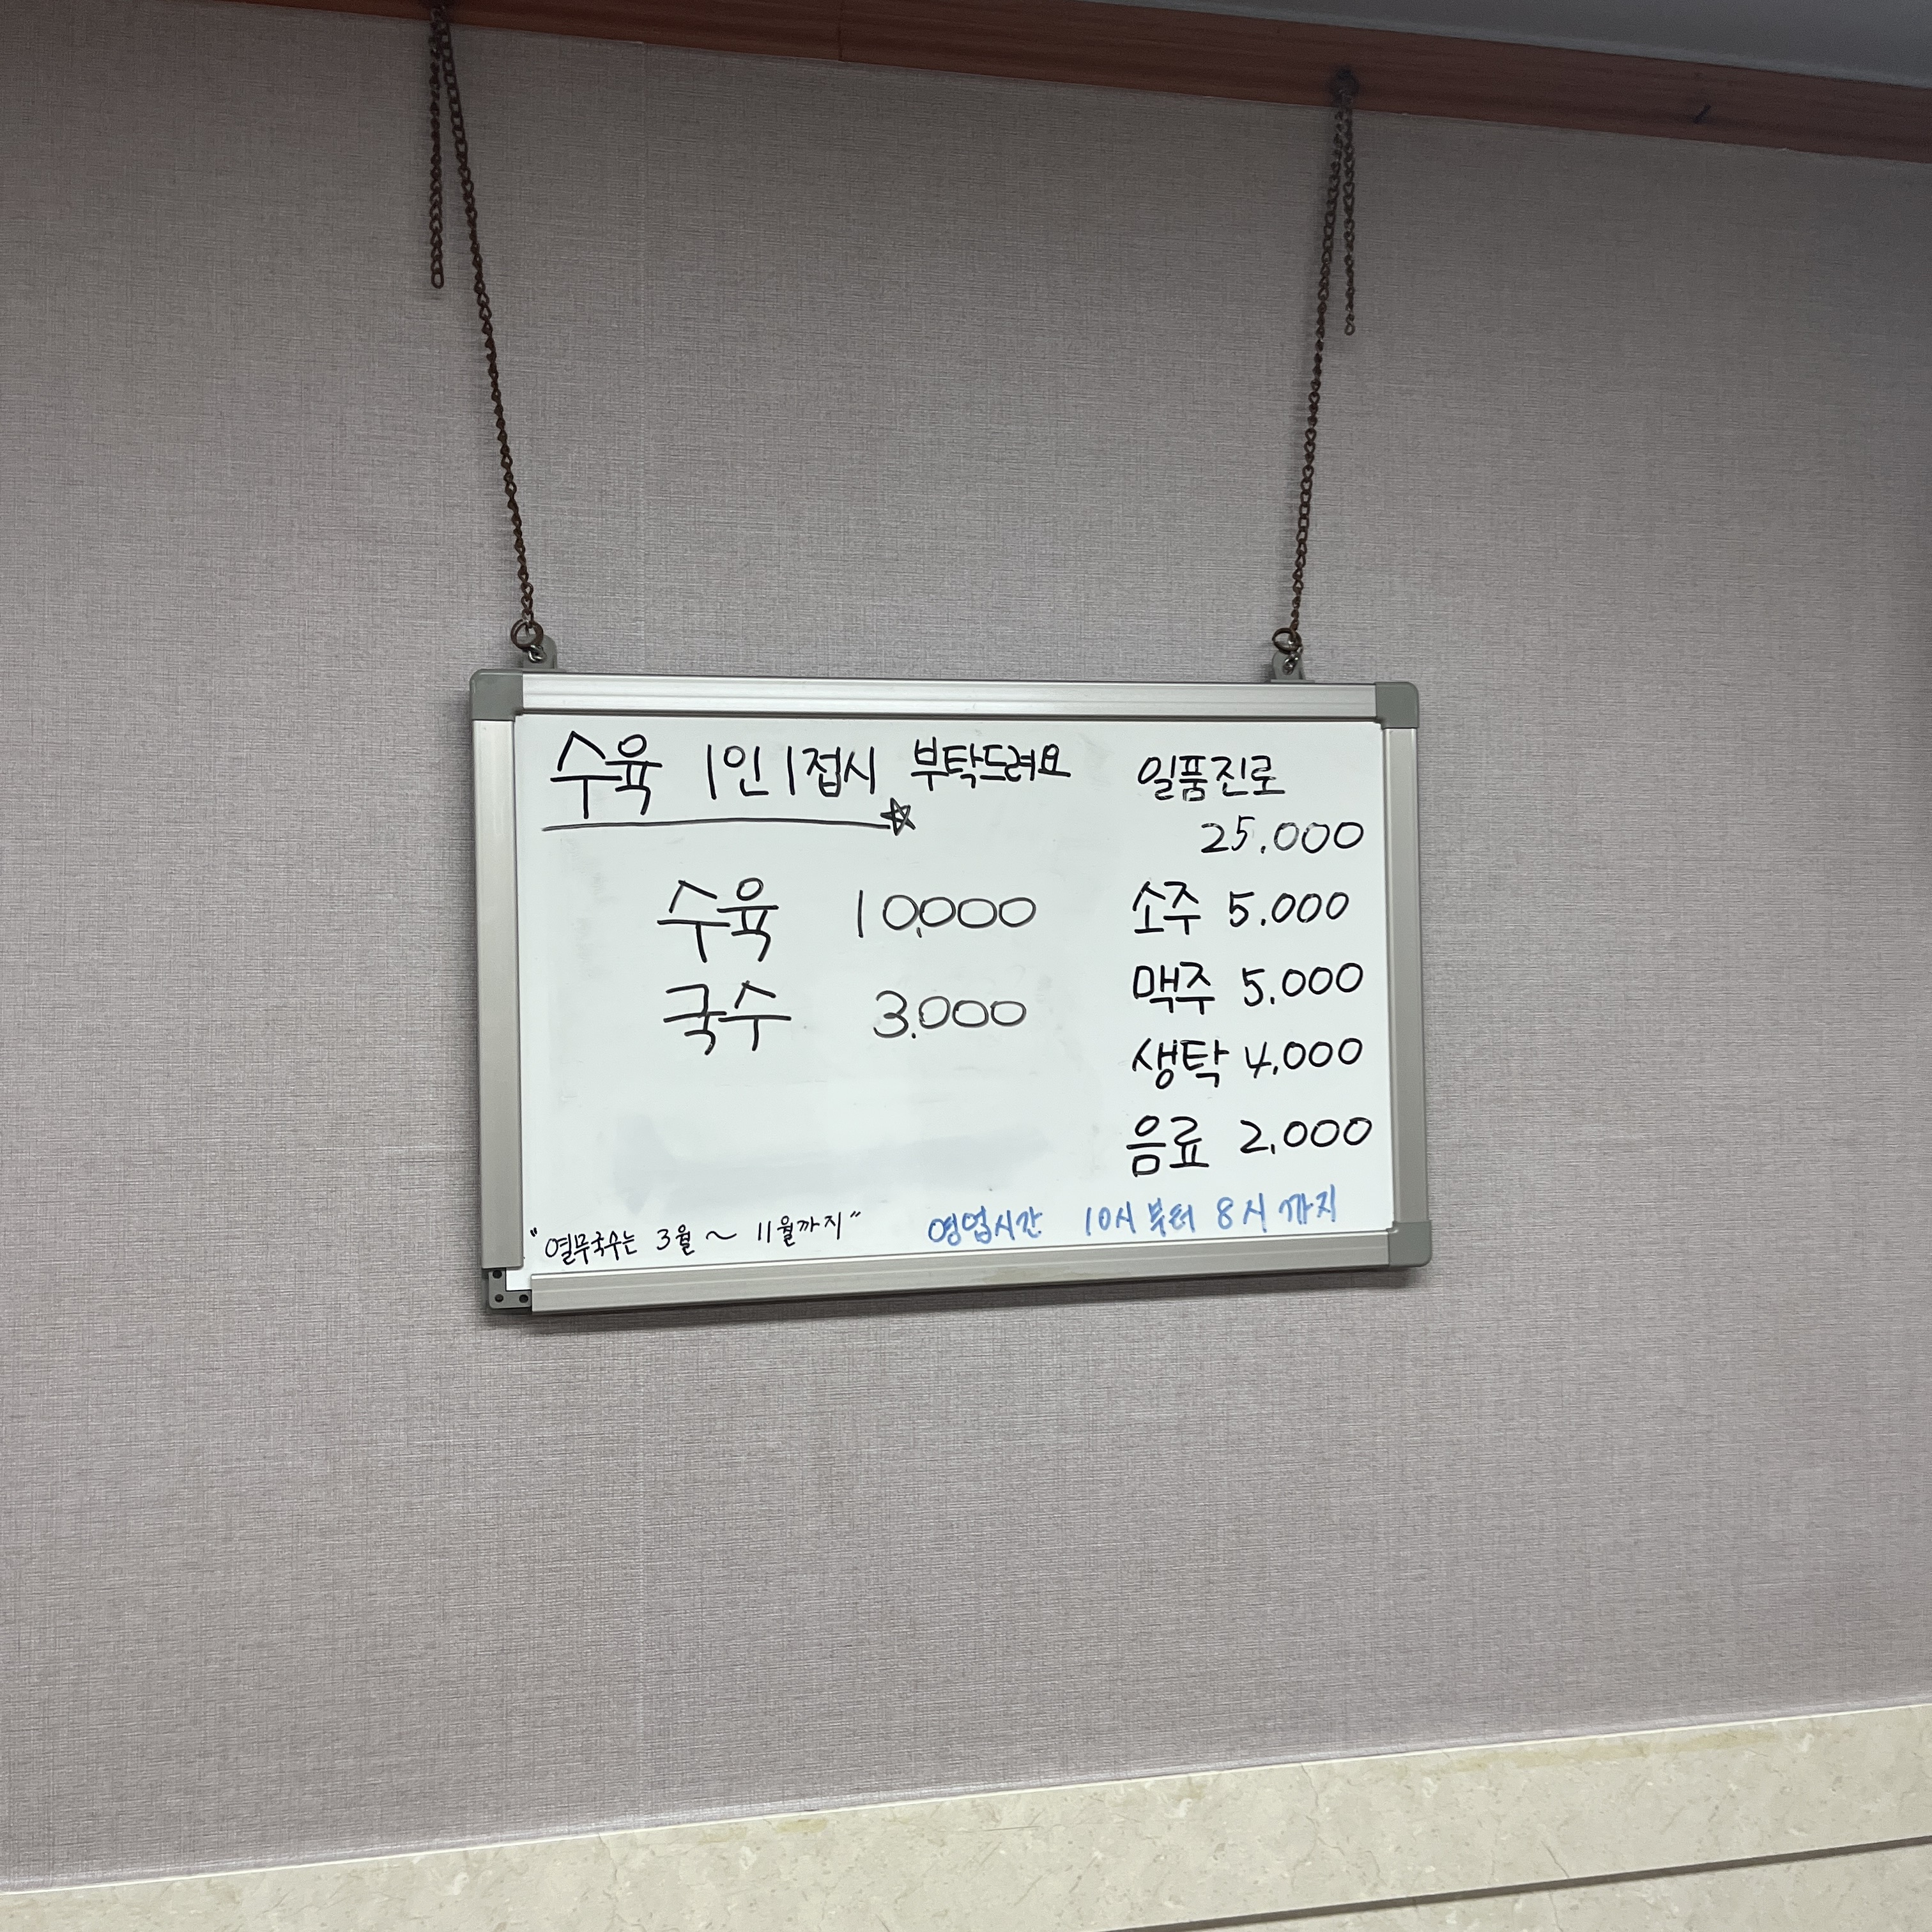 수육 1인 1접시 부탁드려요
수육 10,000
국수 3,000
일품진로
25.000
소주 5.000
맥주 5.000
생탁 4,000
음료 2,000
"열무국수는 3월 ~ 11월까지"
영업시간 10시 부터 8시 까지